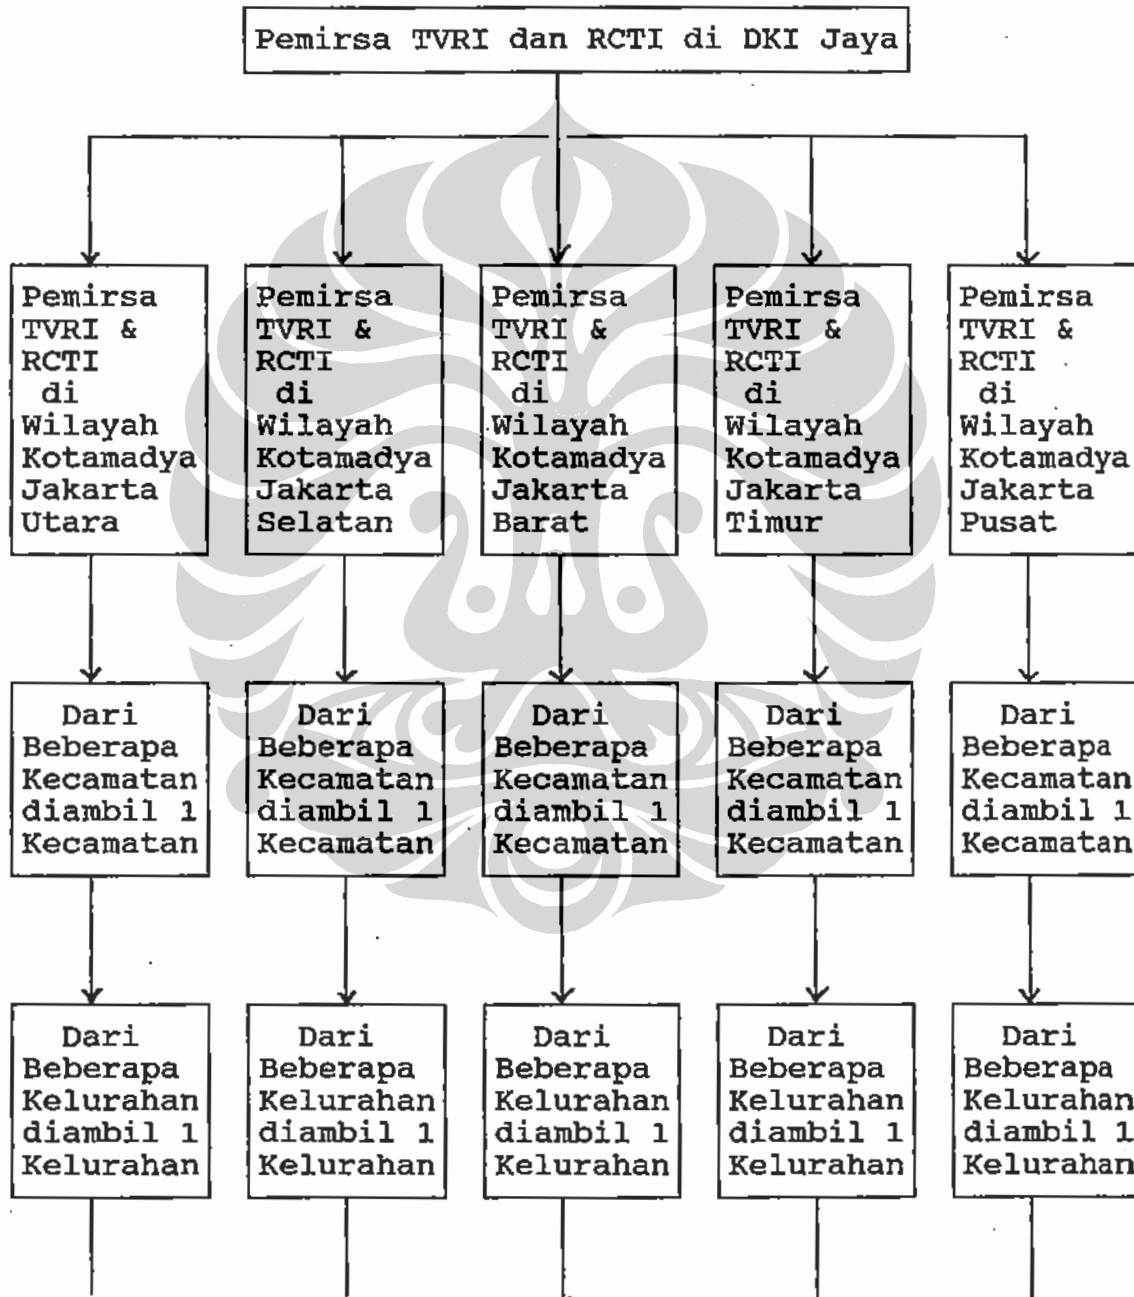 Pemirsa TVRI dan RCTI di DKI Jaya
Pemirsa
TVRI &
RCTI
di
Wilayah
Kotamadya
Jakarta
Utara
Pemirsa
TVRI &
RCTI
di
Wilayah
Kotamadya
Jakarta
Selatan
Pemirsa
TVRI &
RCTI
di
Wilayah
Kotamadya
Jakarta
Barat
Pemirsa
TVRI &
RCTI
di
Wilayah
Kotamadya
Jakarta
Timur
Pemirsa
TVRI &
RCTI
di
Wilayah
Kotamadya
Jakarta
Pusat
Dari
Beberapa
Kecamatan
diambil 1
Kecamatan
Dari
Beberapa
Kecamatan
diambil 1
Kecamatan
Dari
Beberapa
Kecamatan
diambil 1
Kecamatan
Dari
Beberapa
Kecamatan
diambil 1
Kecamatan
Dari
Beberapa
Kecamatan
diambil 1
Kecamatan
Dari
Beberapa
Kelurahan
diambil 1
Kelurahan
Dari
Beberapa
Kelurahan
diambil 1
Kelurahan
Dari
Beberapa
Kelurahan
diambil 1
Kelurahan
Dari
Beberapa
Kelurahan
diambil 1
Kelurahan
Dari
Beberapa
Kelurahan
diambil 1
Kelurahan